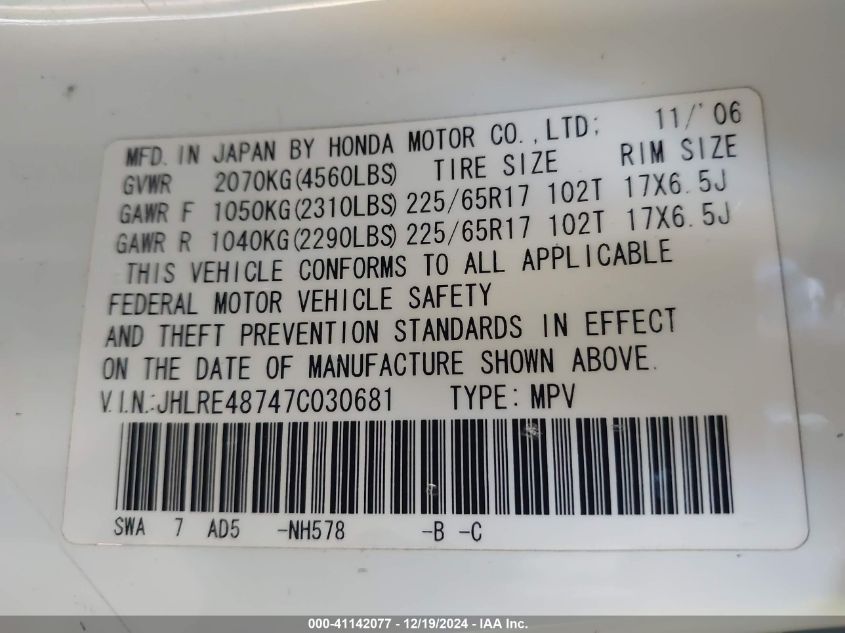 MFD. IN JAPAN BY HONDA MOTOR CO., LTD; 11/'06
GVWR 2070KG(4560LBS) TIRE SIZE RIM SIZE
GAWR F 1050KG(2310LBS) 225/65R17 102T 17X6.5J
GAWR R 1040KG(2290LBS) 225/65R17 102T 17X6.5J
THIS VEHICLE CONFORMS TO ALL APPLICABLE
FEDERAL MOTOR VEHICLE SAFETY
AND THEFT PREVENTION STANDARDS IN EFFECT
ON THE DATE OF MANUFACTURE SHOWN ABOVE.
V.I.N.:JHLRE48747C030681 TYPE: MPV
SWA 7 AD5 -NH578 -B -C
000-41142077 - 12/19/2024 - IAA Inc.